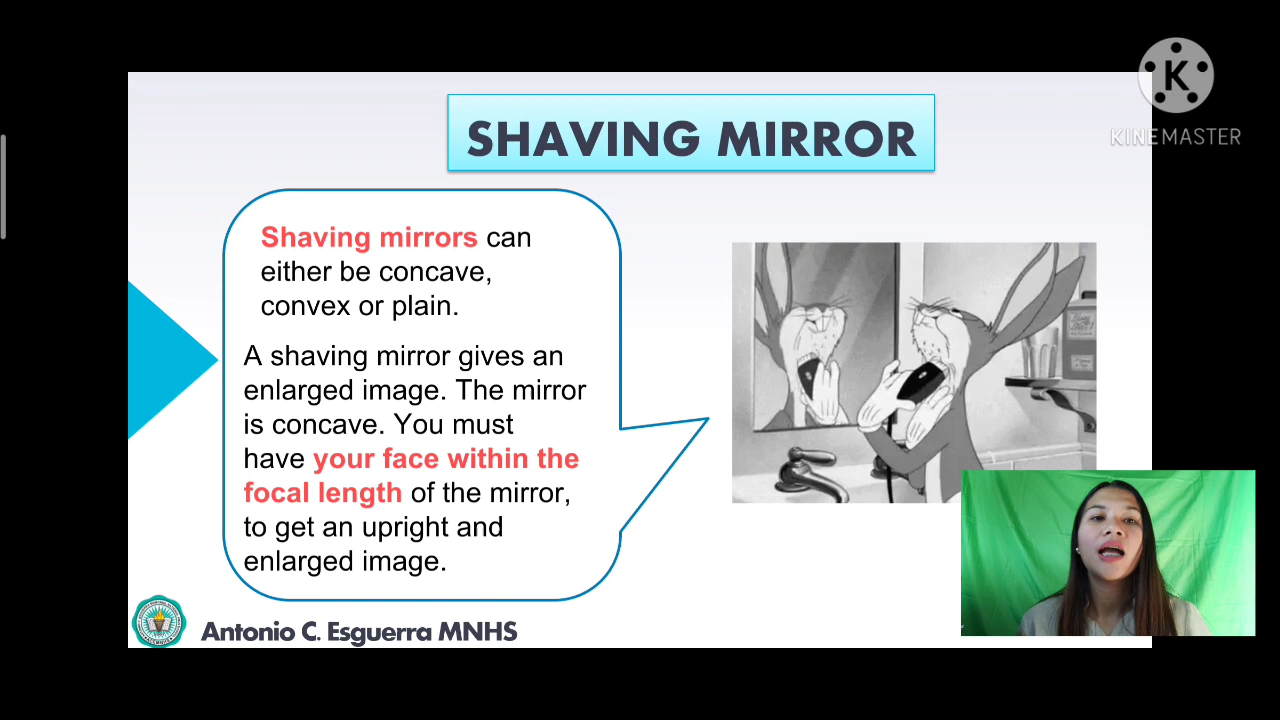 K
KINEMASTER
SHAVING MIRROR
Shaving mirrors can
either be concave,
convex or plain.
A shaving mirror gives an
enlarged image. The mirror
is concave. You must
have your face within the
focal length of the mirror,
to get an upright and
enlarged image.
Antonio C. Esguerra MNHS